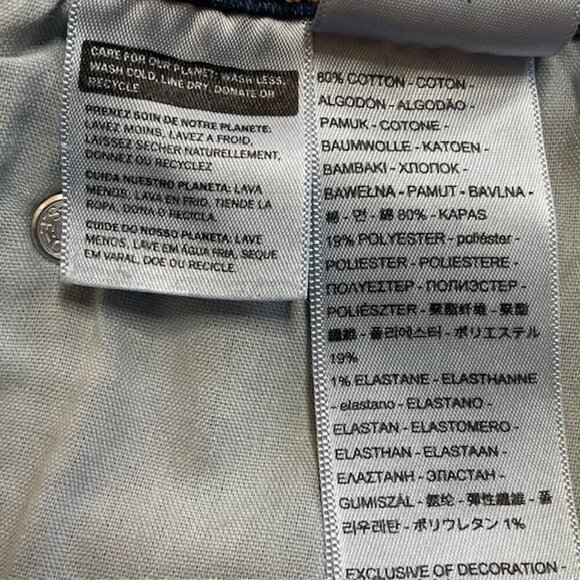 CARE FOR OUR PLANET: WASH LESS,
WASH COLD, LINE DRY, DONATE OR
RECYCLE
PRENEZ SOIN DE NOTRE PLANETE:
LAVEZ MOINS, LAVEZ A FROID,
LAISSEZ SECHER NATURELLEMENT,
DONNEZ OU RECYCLEZ
CUIDA NUESTRO PLANETA: LAVA
MENOS, LAVA EN FRIO, TIENDE LA
ROPA, DONA O RECICLA.
CUIDE DO NOSSO PLANETA: LAVE
MENOS, LAVE EM ÁGUA FRIA, SEQUE
EM VARAL, DOE OU RECICLE.
80% COTTON - COTON -
ALGODÓN - ALGODÃO -
PAMUK - COTONE -
BAUMWOLLE - KATOEN -
BAMBAKI - ХЛОПОК -
BAWEŁNA - PAMUT - BAVLNA -
棉 - 면 - 綿 80% - KAPAS
19% POLYESTER - poliéster -
POLIESTER - POLIESTERE -
ΠΟΛΥΕΣΤΕΡ - ПОЛИЭСТЕР -
POLIÉSZTER - 聚酯纤维 - 聚酯
纖維 - 폴리에스터 - ポリエステル
19%
1% ELASTANE - ELASTHANNE
- elastano - ELASTANO -
ELASTAN - ELASTOMERO -
ELASTHAN - ELASTAAN -
ΕΛΑΣΤΑΝΗ - ЭЛАСТАН -
GUMISZÁL - 氨纶 - 彈性纖維 - 폴
리우레탄 - ポリウレタン 1%
EXCLUSIVE OF DECORATION -